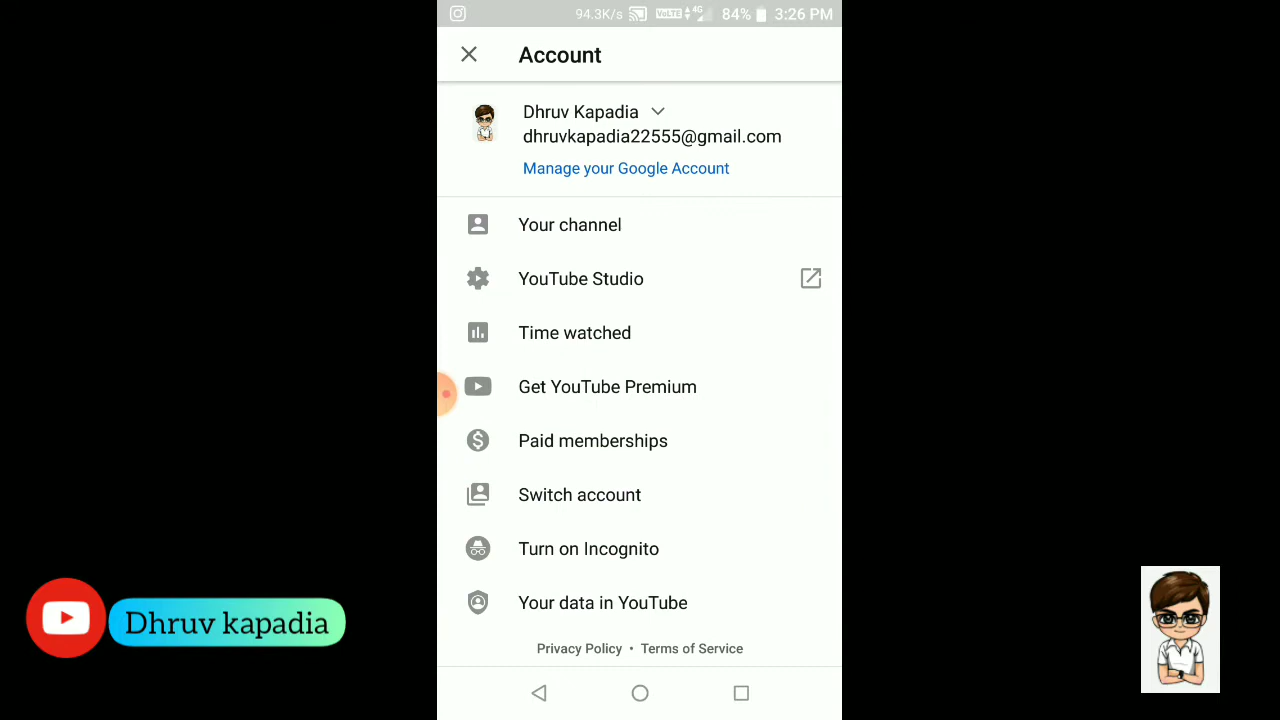 94.3K/s VoLTE 4G 84% 3:26 PM
Account
Dhruv Kapadia
dhruvkapadia22555@gmail.com
Manage your Google Account
Your channel
YouTube Studio
Time watched
Get YouTube Premium
Paid memberships
Switch account
Turn on Incognito
Your data in YouTube
Privacy Policy • Terms of Service
Dhruv kapadia